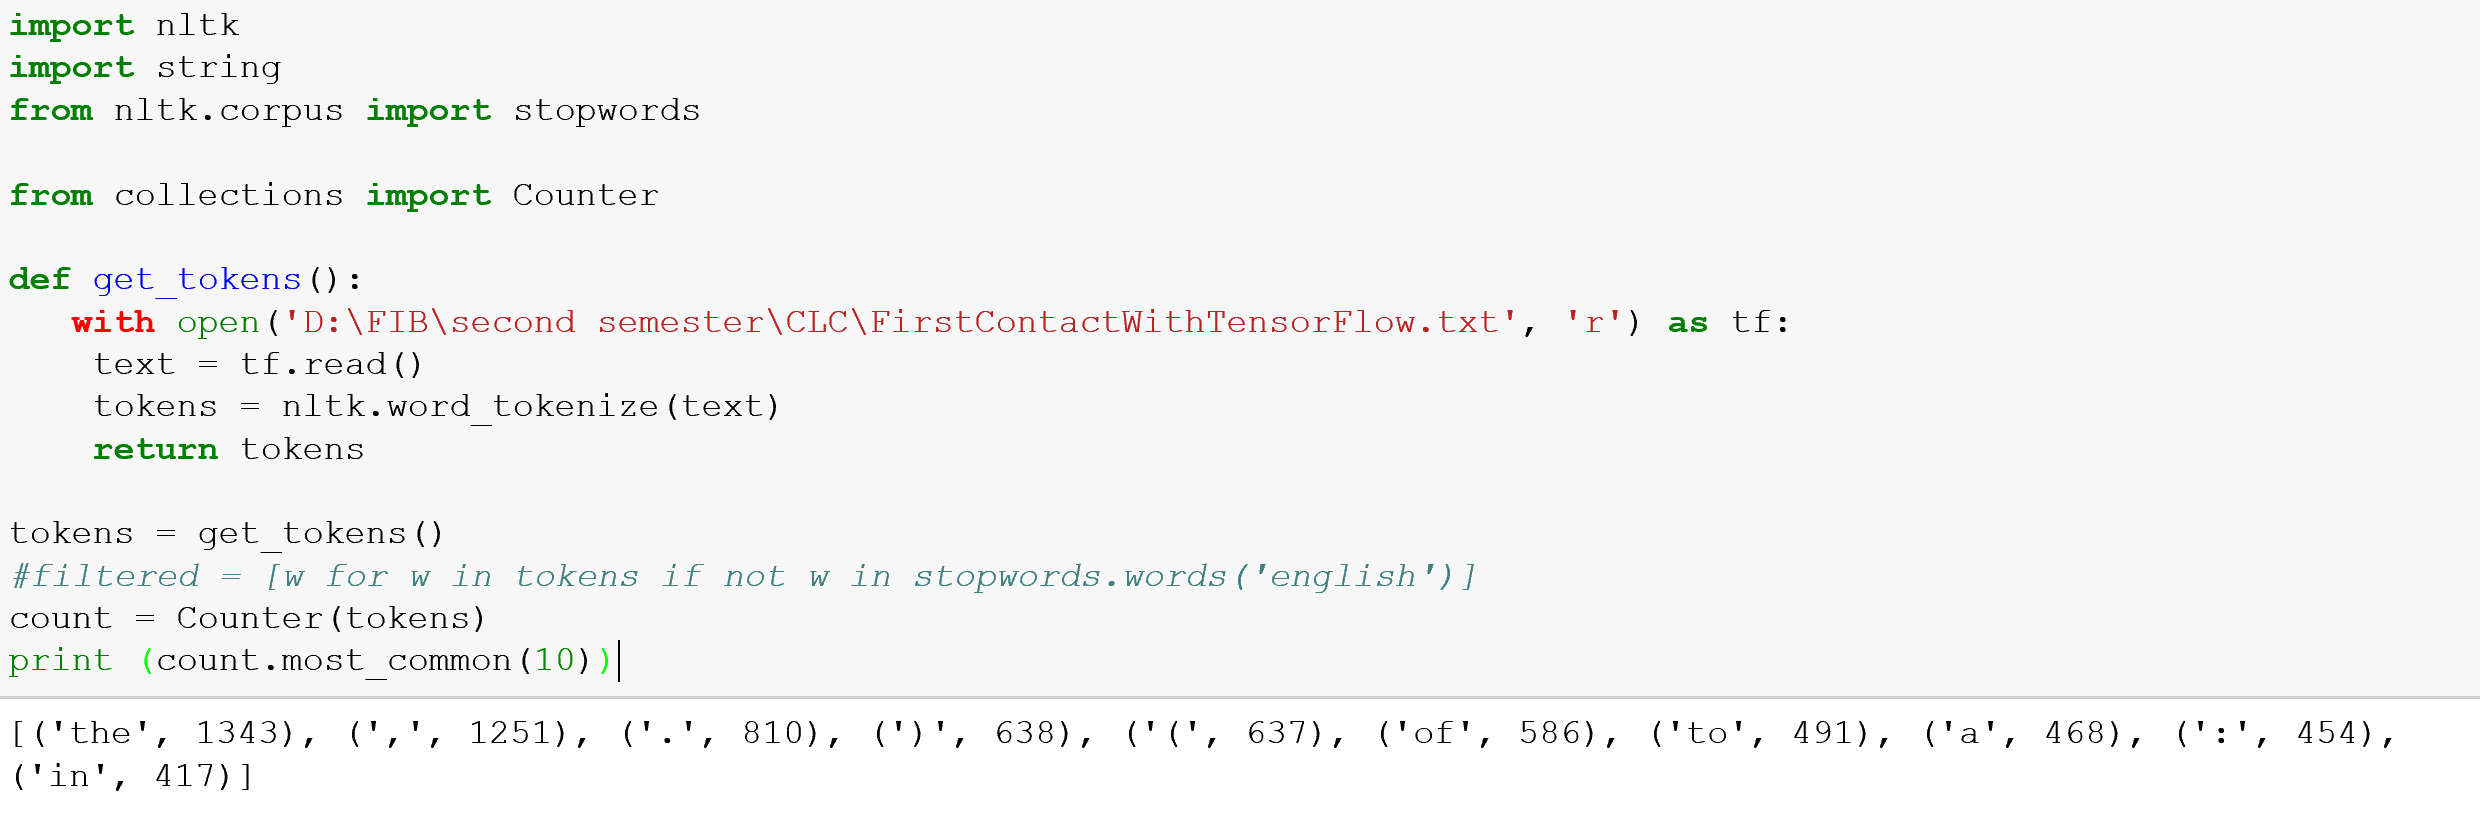 import nltk
import string
from nltk.corpus import stopwords

from collections import Counter

def get_tokens():
   with open('D:\FIB\second semester\CLC\FirstContactWithTensorFlow.txt', 'r') as tf:
    text = tf.read()
    tokens = nltk.word_tokenize(text)
    return tokens

tokens = get_tokens()
#filtered = [w for w in tokens if not w in stopwords.words('english')]
count = Counter(tokens)
print (count.most_common(10))
[('the', 1343), (',', 1251), ('.', 810), (')', 638), ('(', 637), ('of', 586), ('to', 491), ('a', 468), (':', 454),
('in', 417)]